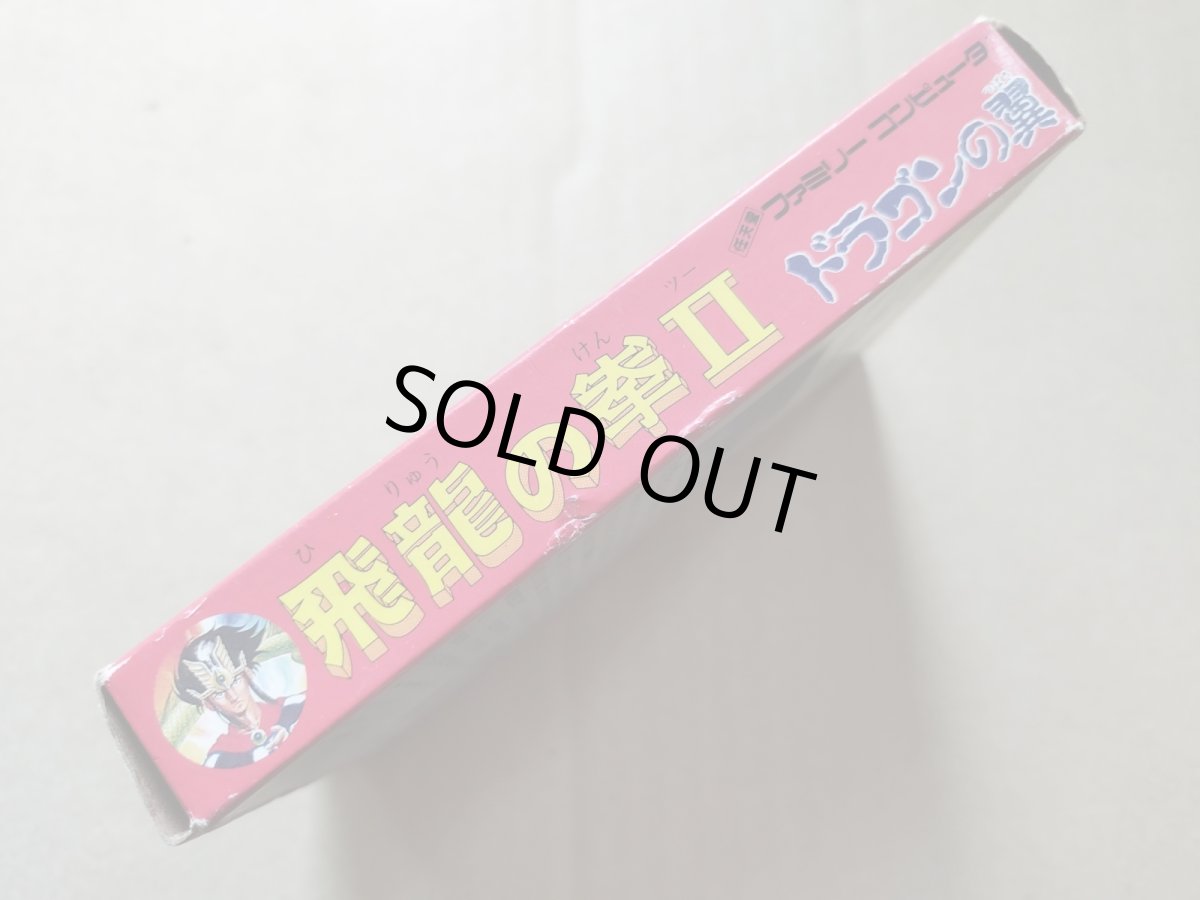 ひりゅう けん ツー
飛龍の拳II
任天堂 ファミリー コンピュータ
ドラゴンの翼
SOLD OUT